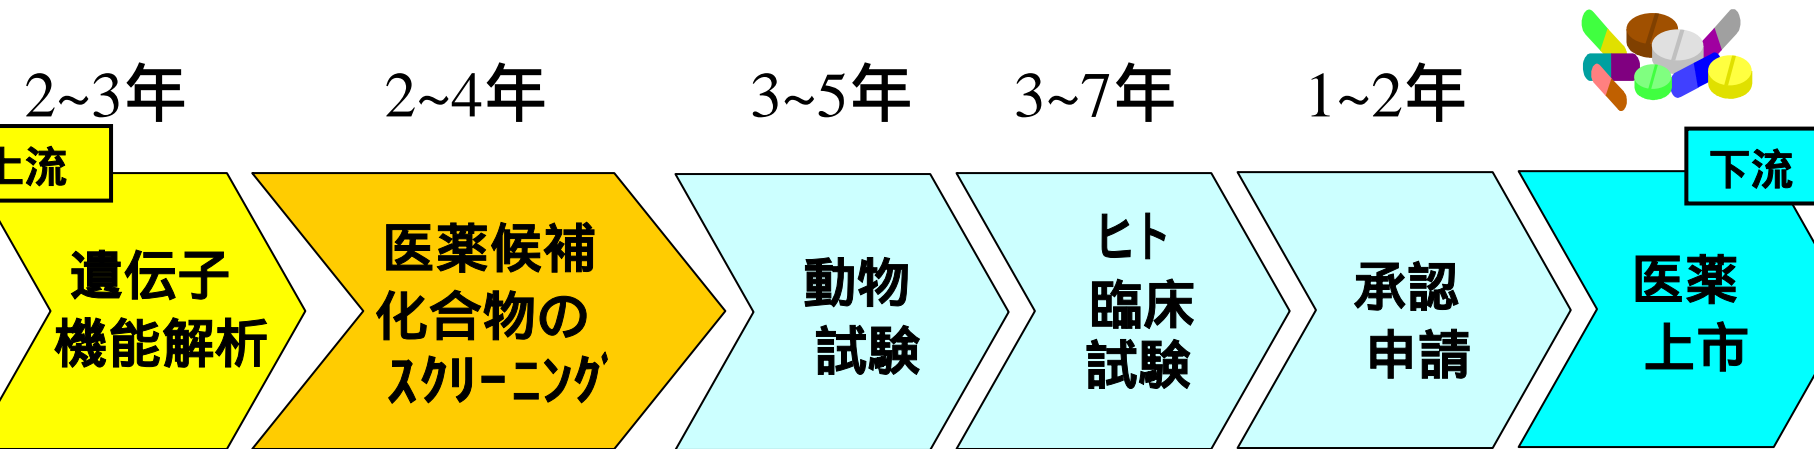 2~3年
2~4年
3~5年
3~7年
1~2年
上流
下流
遺伝子
機能解析
医薬候補
化合物の
ｽｸﾘｰﾆﾝｸﾞ
動物
試験
ヒト
臨床
試験
承認
申請
医薬
上市